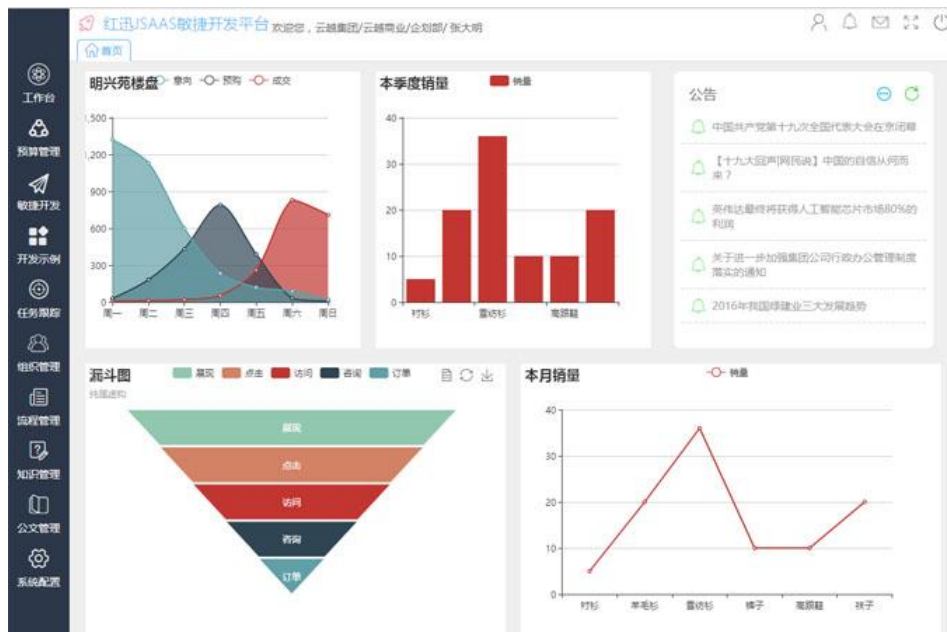 红迅JSAAS敏捷开发平台 欢迎您，云越集团/云越商业/企划部/ 张大明
首页
工作台
预算管理
敏捷开发
开发示例
任务跟踪
组织管理
流程管理
知识管理
公文管理
系统配置
明兴苑楼盘 意向 预购 成交
1,500
1,200
900
600
300
0
周一 周二 周三 周四 周五 周六 周日
本季度销量 销量
40
30
20
10
0
衬衫 雪纺衫 高跟鞋
公告
中国共产党第十九次全国代表大会在京闭幕
【十九大回声|网民说】中国的自信从何而
来？
英伟达最终将获得人工智能芯片市场80%的
利润
关于进一步加强集团公司行政办公管理制度
落实的通知
2016年我国绿建业三大发展趋势
漏斗图 展现 点击 访问 咨询 订单
纯属虚构
展现
点击
访问
咨询
订单
本月销量 销量
40
30
20
10
0
衬衫 羊毛衫 雪纺衫 裤子 高跟鞋 袜子